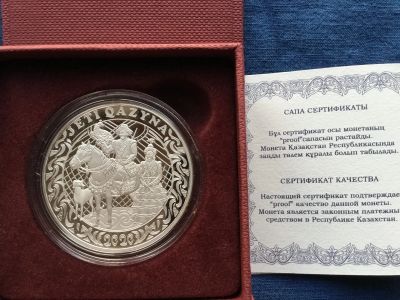 JETI QAZYNA
2020
САПА СЕРТИФИКАТЫ
Бұл сертификат осы монетаның
"proof" сапасын растайды.
Монета Қазақстан Республикасында
заңды төлем құралы болып табылады.
СЕРТИФИКАТ КАЧЕСТВА
Настоящий сертификат подтверждает
"proof" качество данной монеты.
Монета является законным платежным
средством в Республике Казахстан.